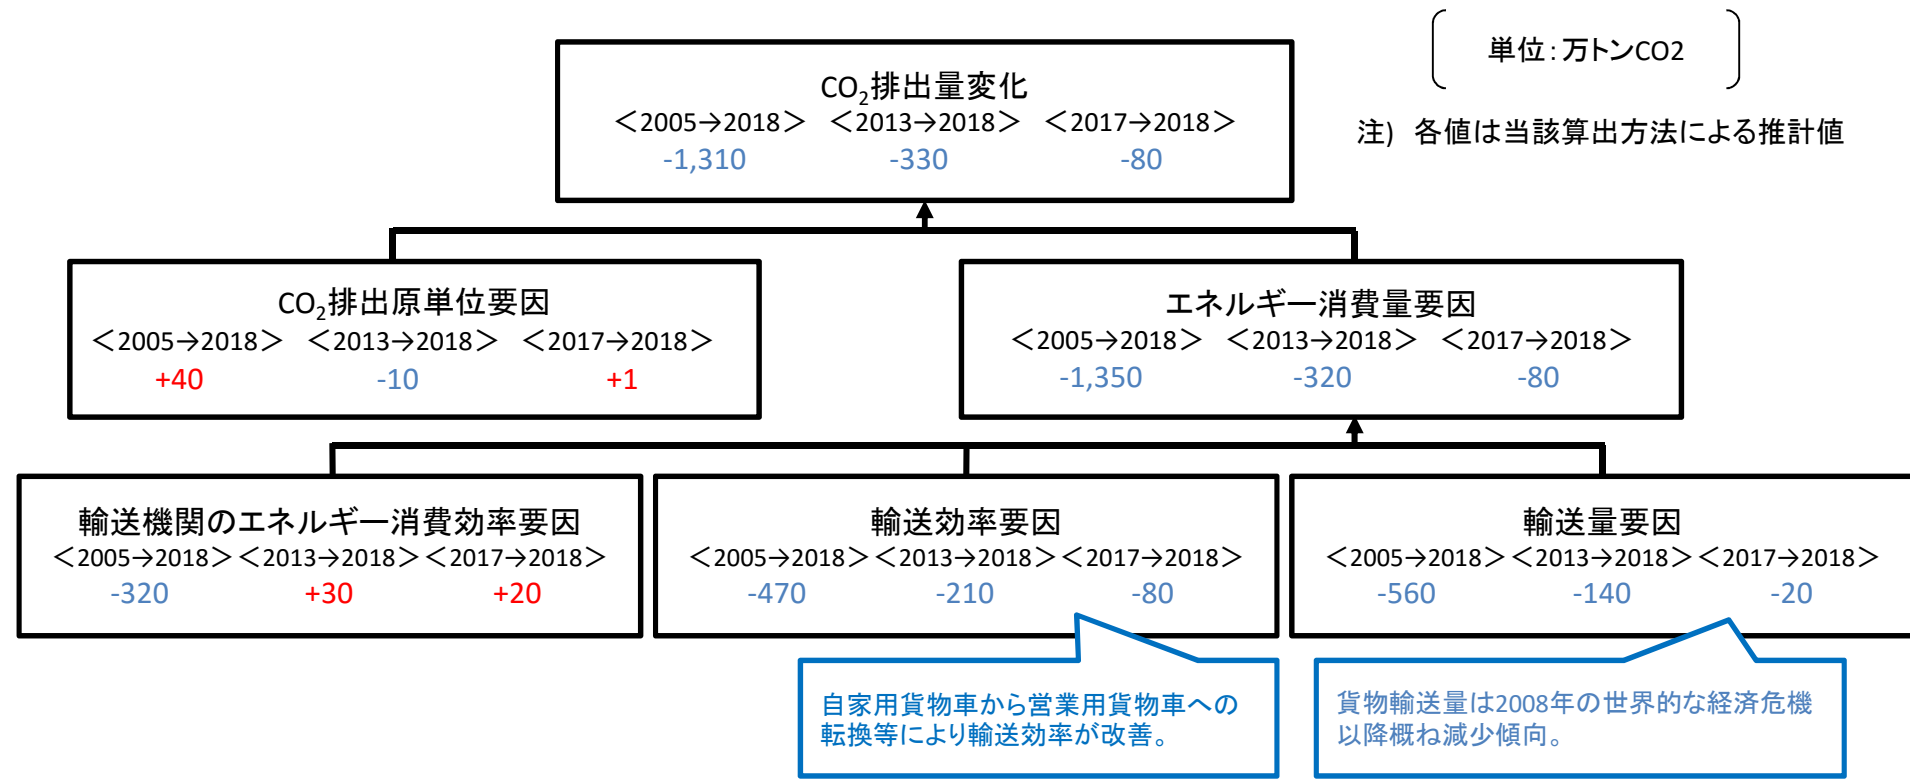 単位：万トンCO2
CO2排出量変化
＜2005→2018＞ ＜2013→2018＞ ＜2017→2018＞
-1,310 -330 -80
注) 各値は当該算出方法による推計値
CO2排出原単位要因
＜2005→2018＞ ＜2013→2018＞ ＜2017→2018＞
+40 -10 +1
エネルギー消費量要因
＜2005→2018＞ ＜2013→2018＞ ＜2017→2018＞
-1,350 -320 -80
輸送機関のエネルギー消費効率要因
＜2005→2018＞＜2013→2018＞＜2017→2018＞
-320 +30 +20
輸送効率要因
＜2005→2018＞＜2013→2018＞＜2017→2018＞
-470 -210 -80
輸送量要因
＜2005→2018＞＜2013→2018＞＜2017→2018＞
-560 -140 -20
自家用貨物車から営業用貨物車への
転換等により輸送効率が改善。
貨物輸送量は2008年の世界的な経済危機
以降概ね減少傾向。